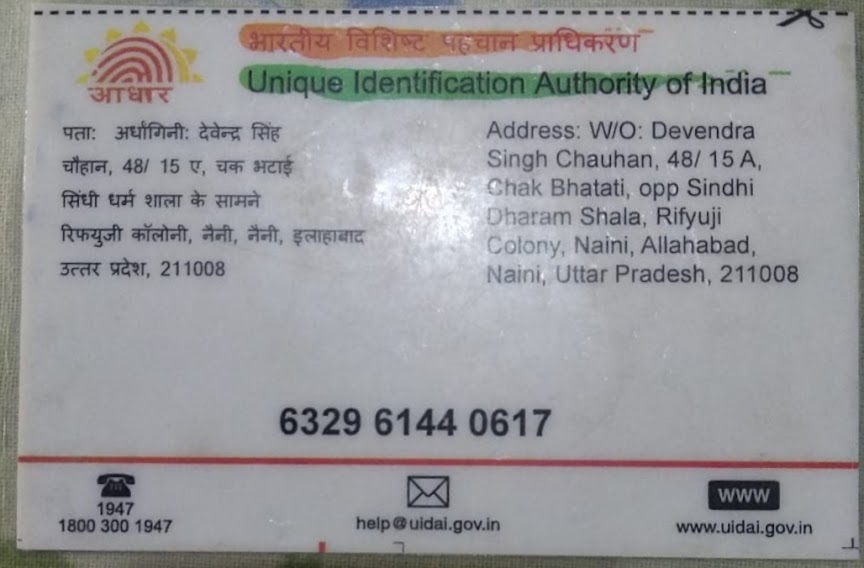 भारतीय विशिष्ट पहचान प्राधिकरण
आधार
Unique Identification Authority of India
पता: अर्धांगिनी: देवेन्द्र सिंह
चौहान, 48/ 15 ए, चक भटाई
सिंधी धर्म शाला के सामने
रिफयुजी कॉलोनी, नैनी, नैनी, इलाहाबाद
उत्तर प्रदेश, 211008
Address: W/O: Devendra
Singh Chauhan, 48/ 15 A,
Chak Bhatati, opp Sindhi
Dharam Shala, Rifyuji
Colony, Naini, Allahabad,
Naini, Uttar Pradesh, 211008
6329 6144 0617
1947
1800 300 1947
help@uidai.gov.in
www
www.uidai.gov.in